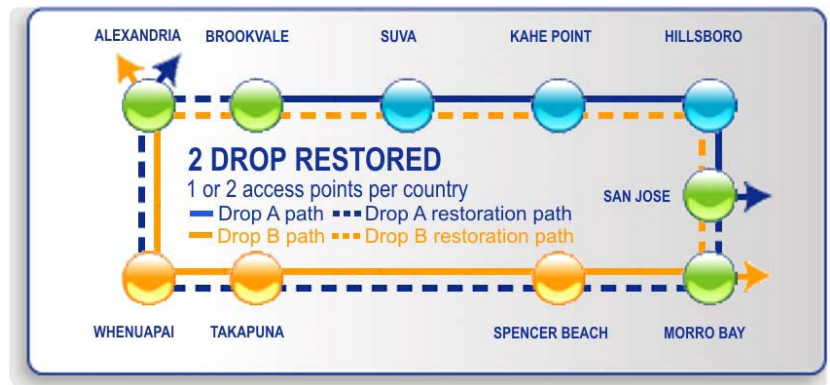 ALEXANDRIA BROOKVALE SUVA KAHE POINT HILLSBORO
2 DROP RESTORED
1 or 2 access points per country
Drop A path Drop A restoration path
Drop B path Drop B restoration path
SAN JOSE
WHENUAPAI TAKAPUNA SPENCER BEACH MORRO BAY